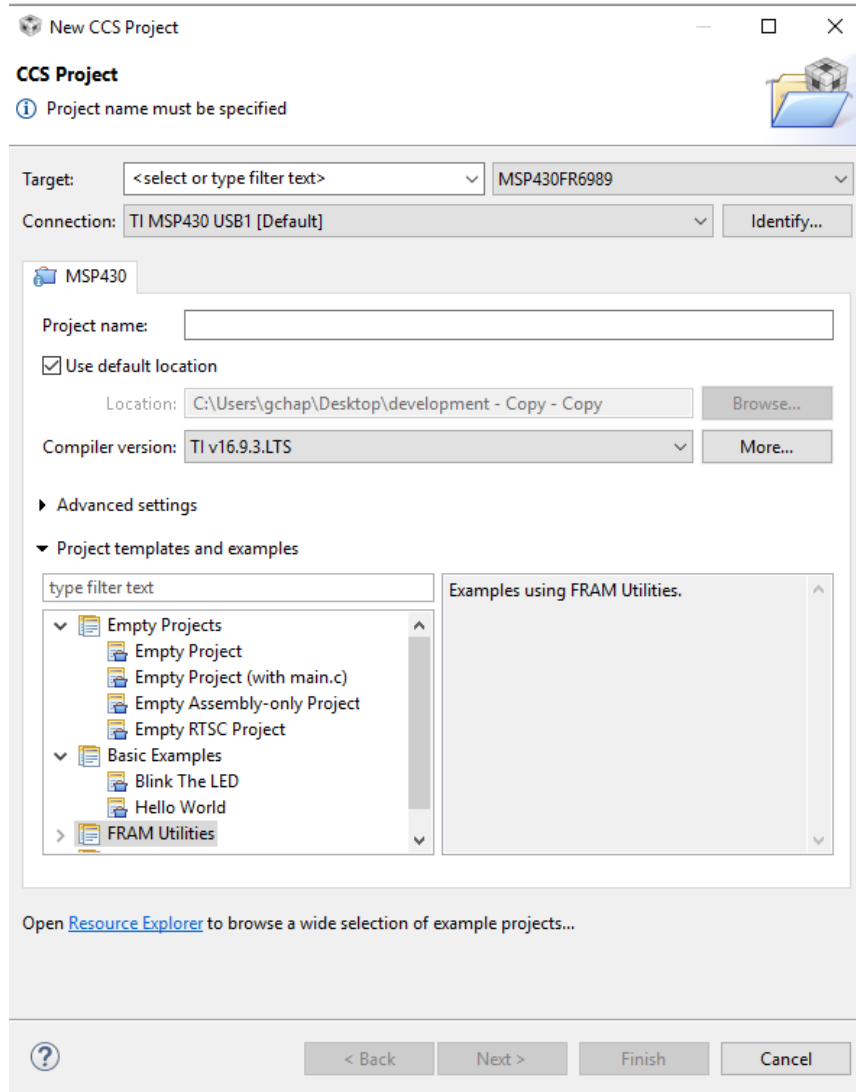 New CCS Project
CCS Project
Project name must be specified
Target: <select or type filter text> MSP430FR6989
Connection: TI MSP430 USB1 [Default] Identify...
MSP430
Project name:
Use default location
Location: C:\Users\gchap\Desktop\development - Copy - Copy Browse...
Compiler version: TI v16.9.3.LTS More...
Advanced settings
Project templates and examples
type filter text
Examples using FRAM Utilities.
Empty Projects
Empty Project
Empty Project (with main.c)
Empty Assembly-only Project
Empty RTSC Project
Basic Examples
Blink The LED
Hello World
FRAM Utilities
Open Resource Explorer to browse a wide selection of example projects...
? < Back Next > Finish Cancel